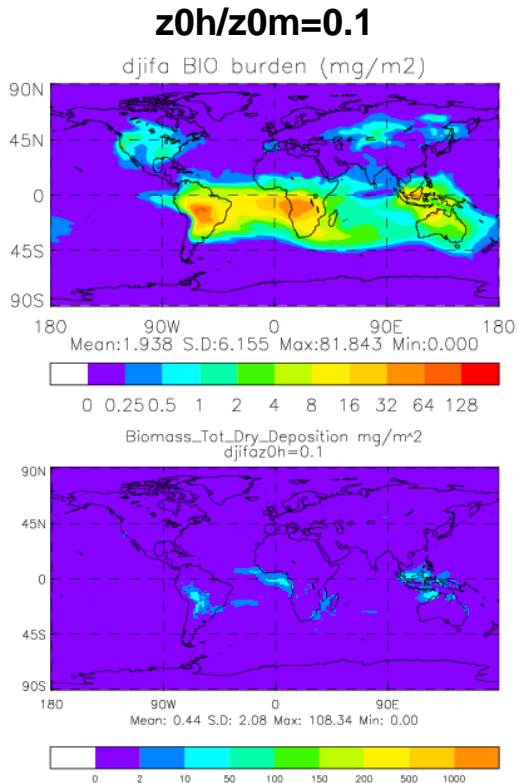 z0h/z0m=0.1
djifa BIO burden (mg/m2)
90N
45N
0
45S
90S
180 90W 0 90E 180
Mean:1.938 S.D:6.155 Max:81.843 Min:0.000
0 0.25 0.5 1 2 4 8 16 32 64 128
Biomass_Tot_Dry_Deposition mg/m^2
djifaz0h=0.1
90N
45N
0
45S
90S
180 90W 0 90E
Mean: 0.44 S.D: 2.08 Max: 108.34 Min: 0.00
0 2 10 50 100 150 200 500 1000